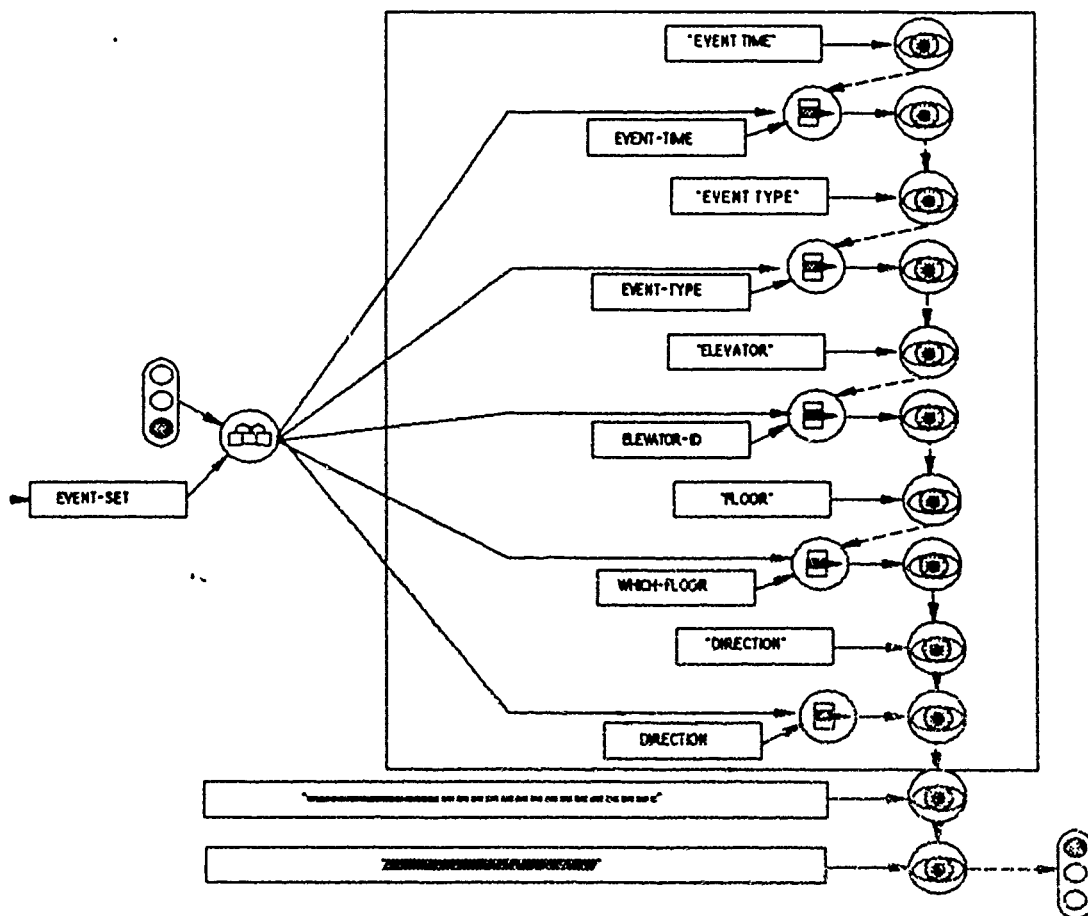 "EVENT TIME"
EVENT-TIME
"EVENT TYPE"
EVENT-TYPE
"ELEVATOR"
ELEVATOR-ID
EVENT-SET
"FLOOR"
WHICH-FLOOR
"DIRECTION"
DIRECTION